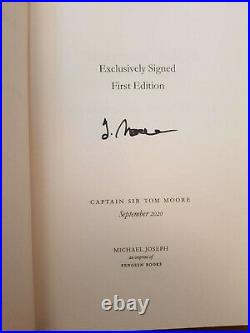 Exclusively Signed
First Edition
T. Moore
CAPTAIN SIR TOM MOORE
September 2020
MICHAEL JOSEPH
an imprint of
PENGUIN BOOKS